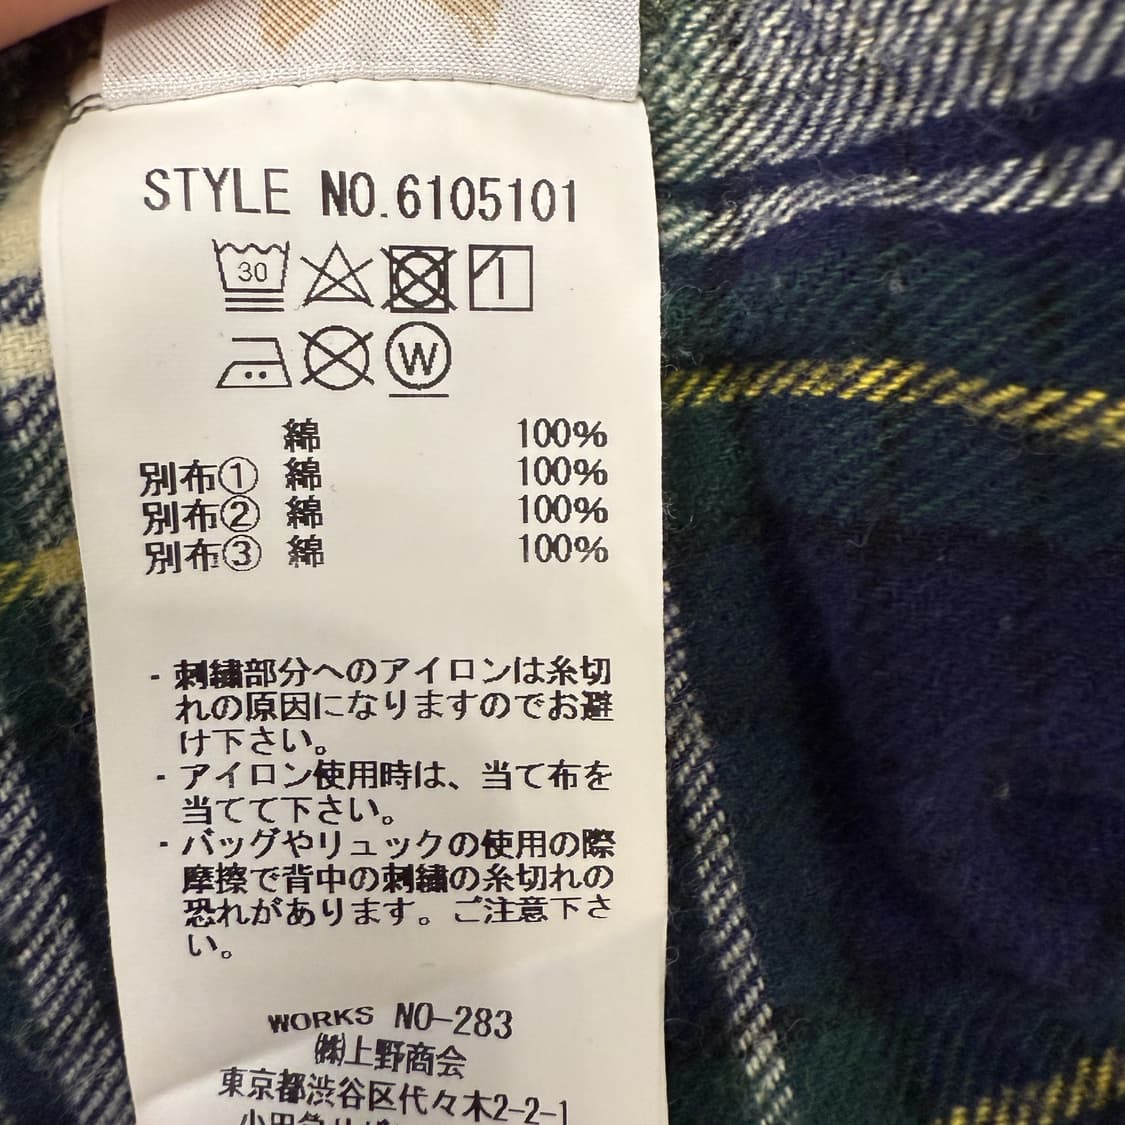 STYLE NO.6105101
30
1
W
綿 100%
別布① 綿 100%
別布② 綿 100%
別布③ 綿 100%
・刺繍部分へのアイロンは糸切
れの原因になりますのでお避
け下さい。
・アイロン使用時は、当て布を
当てて下さい。
・バッグやリュックの使用の際
摩擦で背中の刺繍の糸切れの
恐れがあります。ご注意下さ
い。
WORKS NO-283
㈱上野商会
東京都渋谷区代々木2-2-1